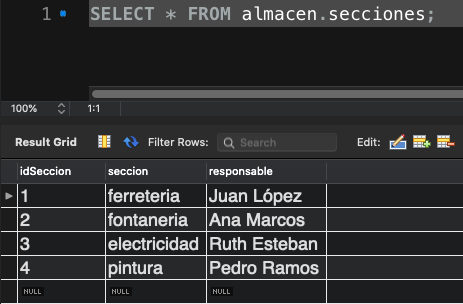 1 SELECT * FROM almacen.secciones;
100% 1:1
Result Grid Filter Rows: Search Edit:
idSeccion seccion responsable
1 ferreteria Juan López
2 fontaneria Ana Marcos
3 electricidad Ruth Esteban
4 pintura Pedro Ramos
NULL NULL NULL